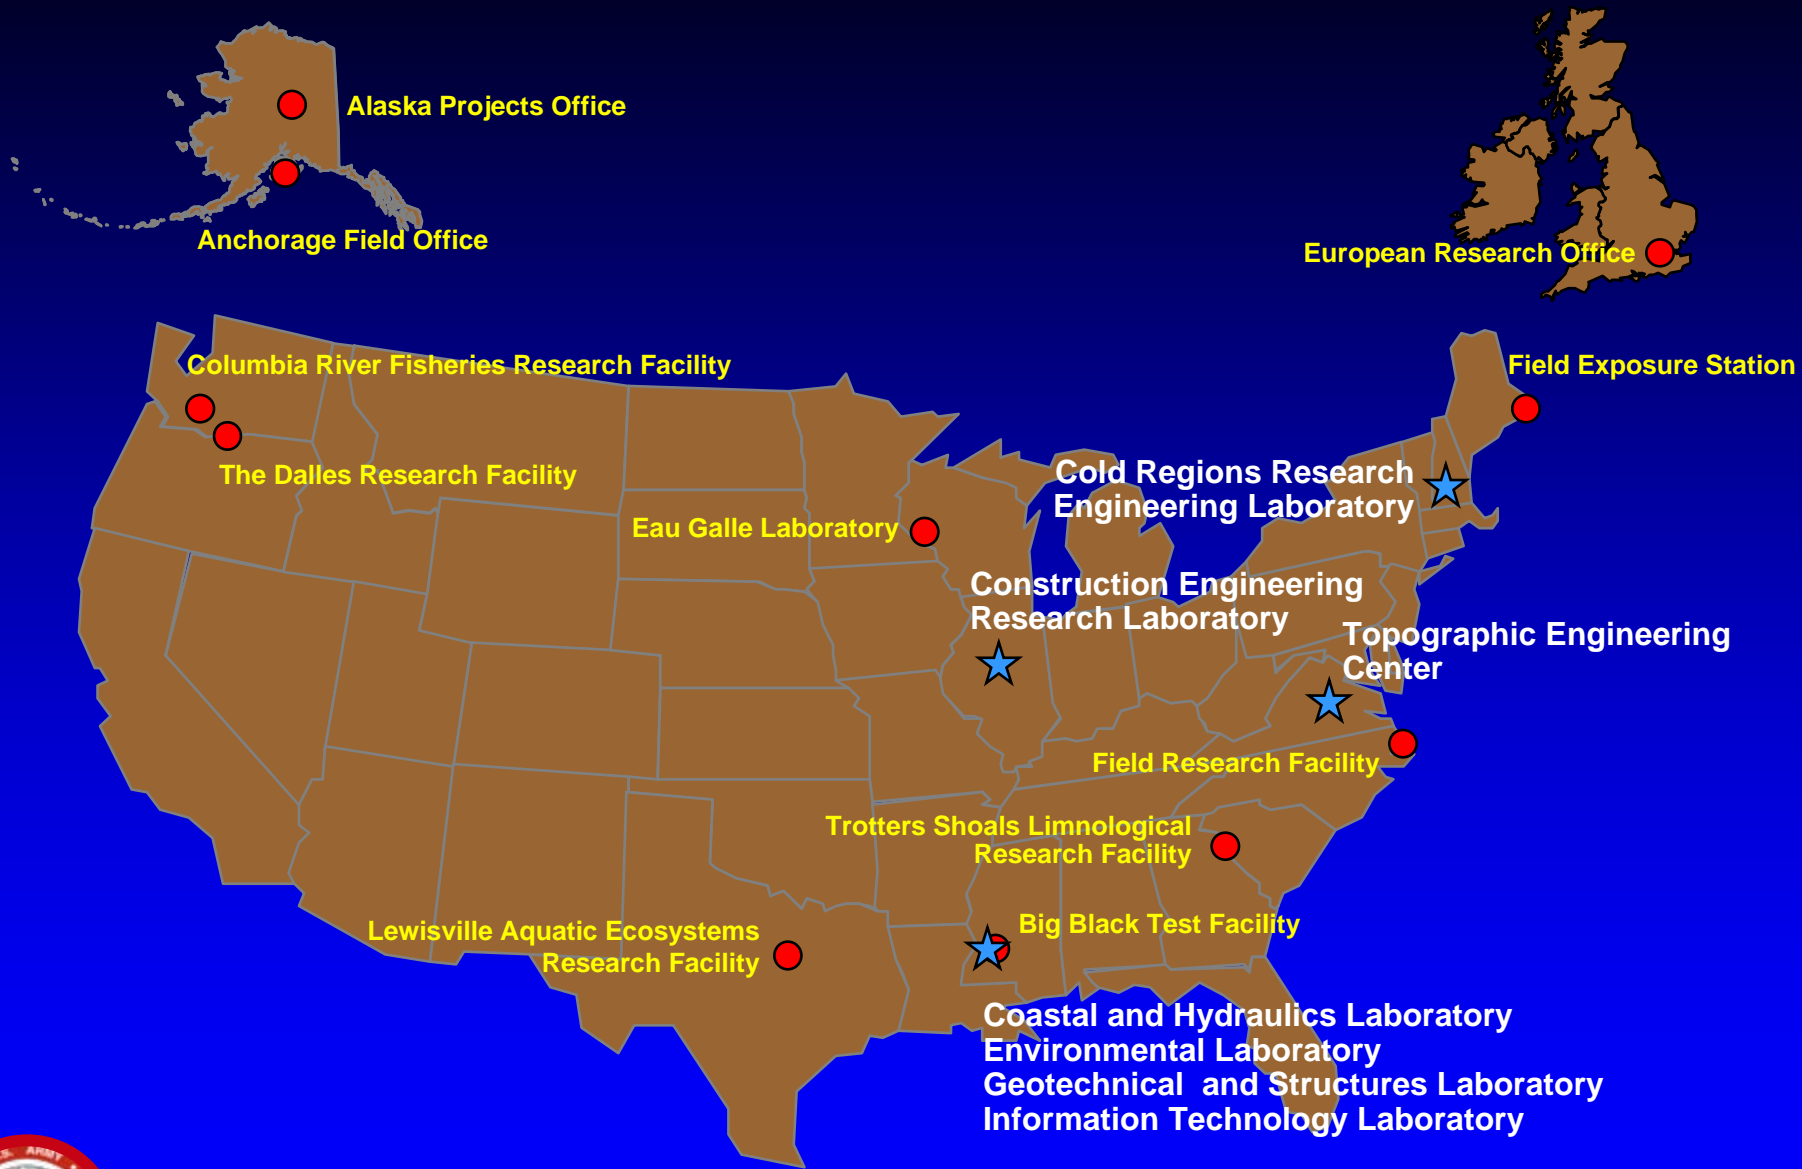 Alaska Projects Office
Anchorage Field Office
European Research Office
Columbia River Fisheries Research Facility
Field Exposure Station
The Dalles Research Facility
Cold Regions Research
Engineering Laboratory
Eau Galle Laboratory
Construction Engineering
Research Laboratory
Topographic Engineering
Center
Field Research Facility
Trotters Shoals Limnological
Research Facility
Lewisville Aquatic Ecosystems
Research Facility
Big Black Test Facility
Coastal and Hydraulics Laboratory
Environmental Laboratory
Geotechnical  and Structures Laboratory
Information Technology Laboratory
ARMY